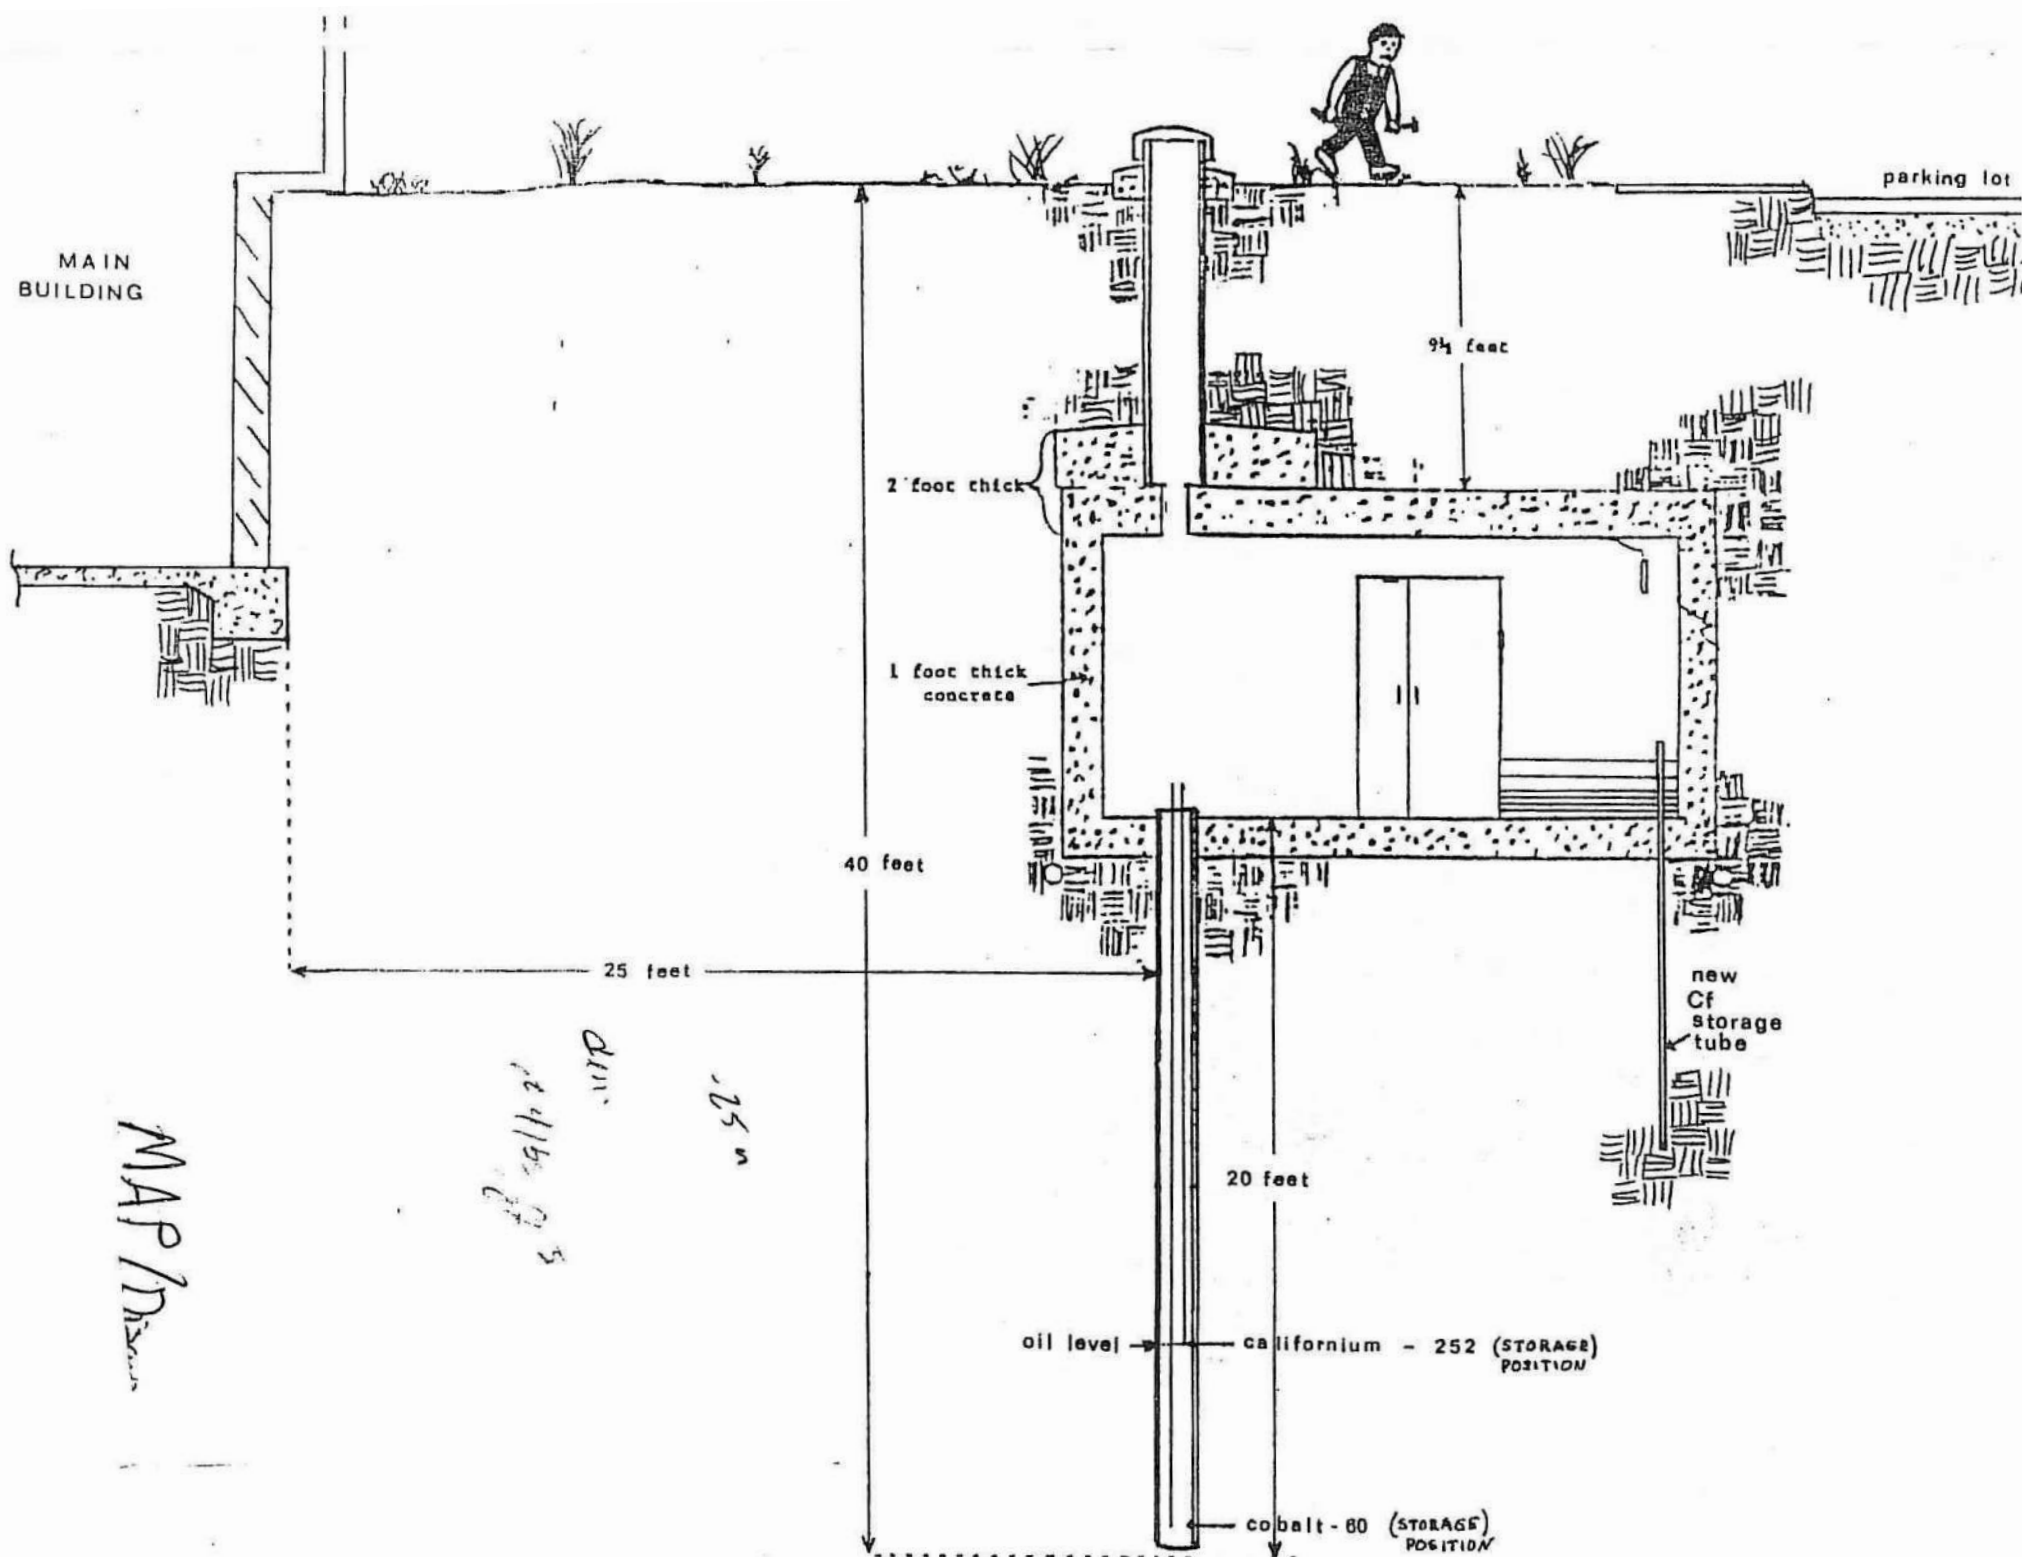 parking lot
MAIN
BUILDING
9½ feet
2 foot thick
1 foot thick
concrete
40 feet
25 feet
new
Cf
storage
tube
20 feet
oil level
californium - 252 (STORAGE)
POSITION
cobalt - 60 (STORAGE)
POSITION
MAP